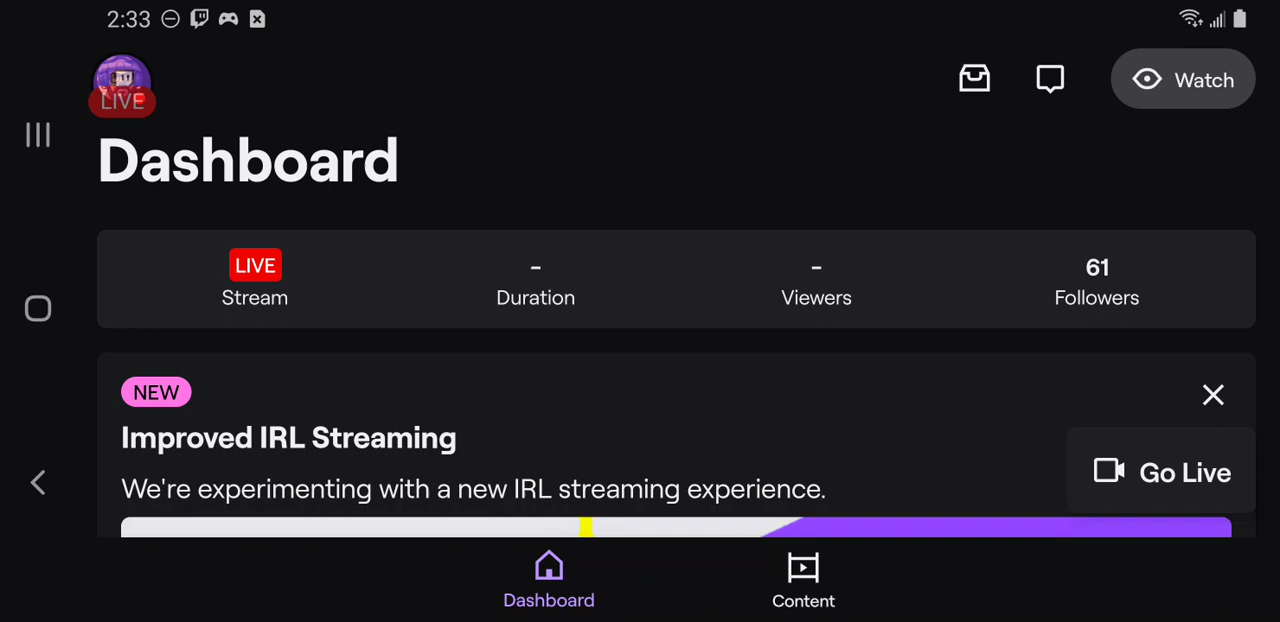 2:33
LIVE
Watch
Dashboard
LIVE
Stream
-
Duration
-
Viewers
61
Followers
NEW
Improved IRL Streaming
We're experimenting with a new IRL streaming experience.
Go Live
Dashboard
Content